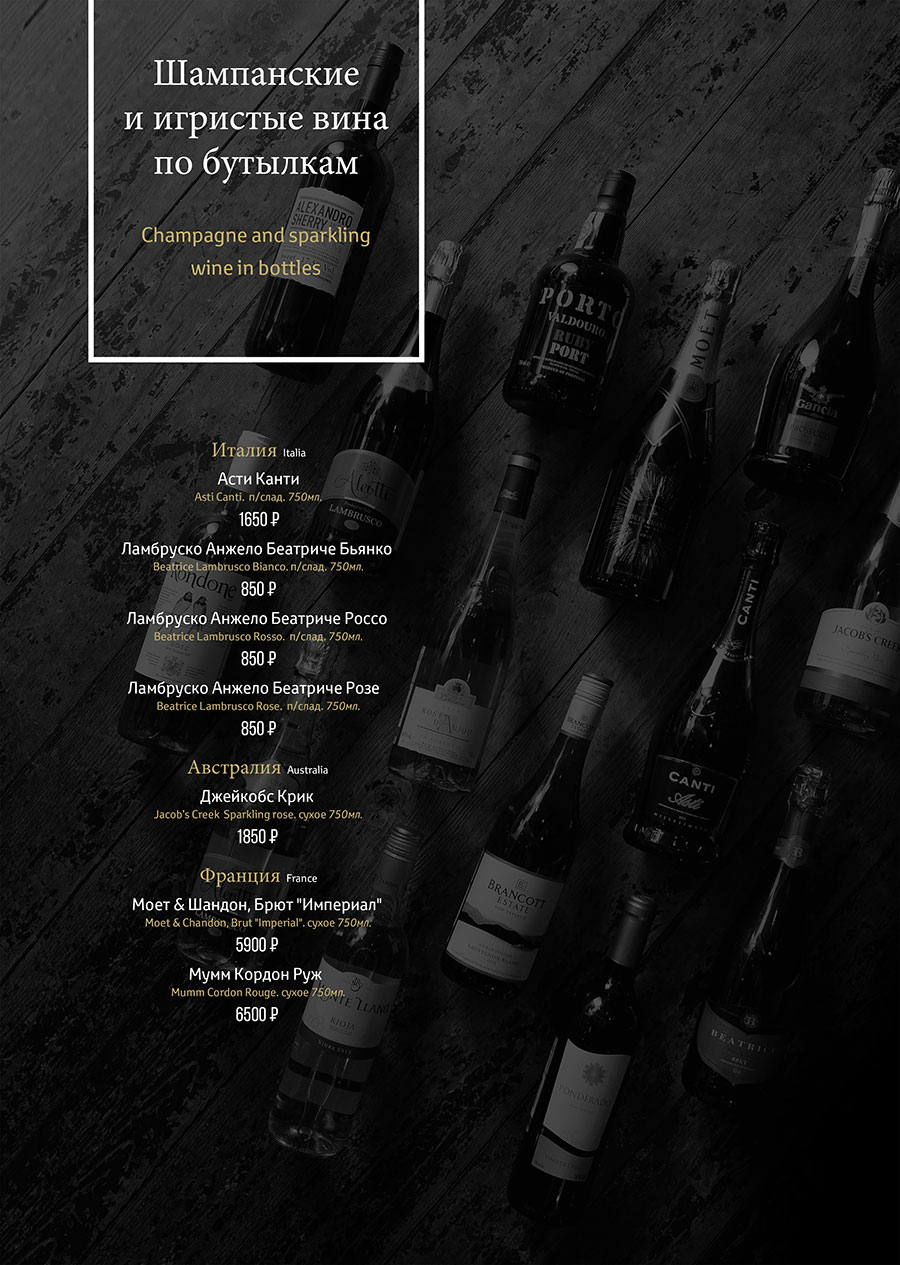 Шампанские
и игристые вина
по бутылкам
Champagne and sparkling
wine in bottles
ALEXANDRO
SHERRY
PORTO
VALDOURO
RUBY
PORT
MOET
Gancia
LAMBRUSCO
Италия Italia
Асти Канти
Asti Canti. п/слад. 750мл.
1650 ₽
Ламбруско Анжело Беатриче Бьянко
Beatrice Lambrusco Bianco. п/слад. 750мл.
850 ₽
Ламбруско Анжело Беатриче Россо
Beatrice Lambrusco Rosso. п/слад. 750мл.
850 ₽
Ламбруско Анжело Беатриче Розе
Beatrice Lambrusco Rose. п/слад. 750мл.
850 ₽
Австралия Australia
Джейкобс Крик
Jacob's Creek Sparkling rose. сухое 750мл.
1850 ₽
Франция France
Моет & Шандон, Брют "Империал"
Moet & Chandon, Brut "Imperial". сухое 750мл.
5900 ₽
Мумм Кордон Руж
Mumm Cordon Rouge. сухое 750мл.
6500 ₽
CANTI
JACOB'S CREEK
CANTI
Asti
BRANCOTT
ESTATE
SAUVIGNON BLANC
RIOJA
PONDERADO
BRUT